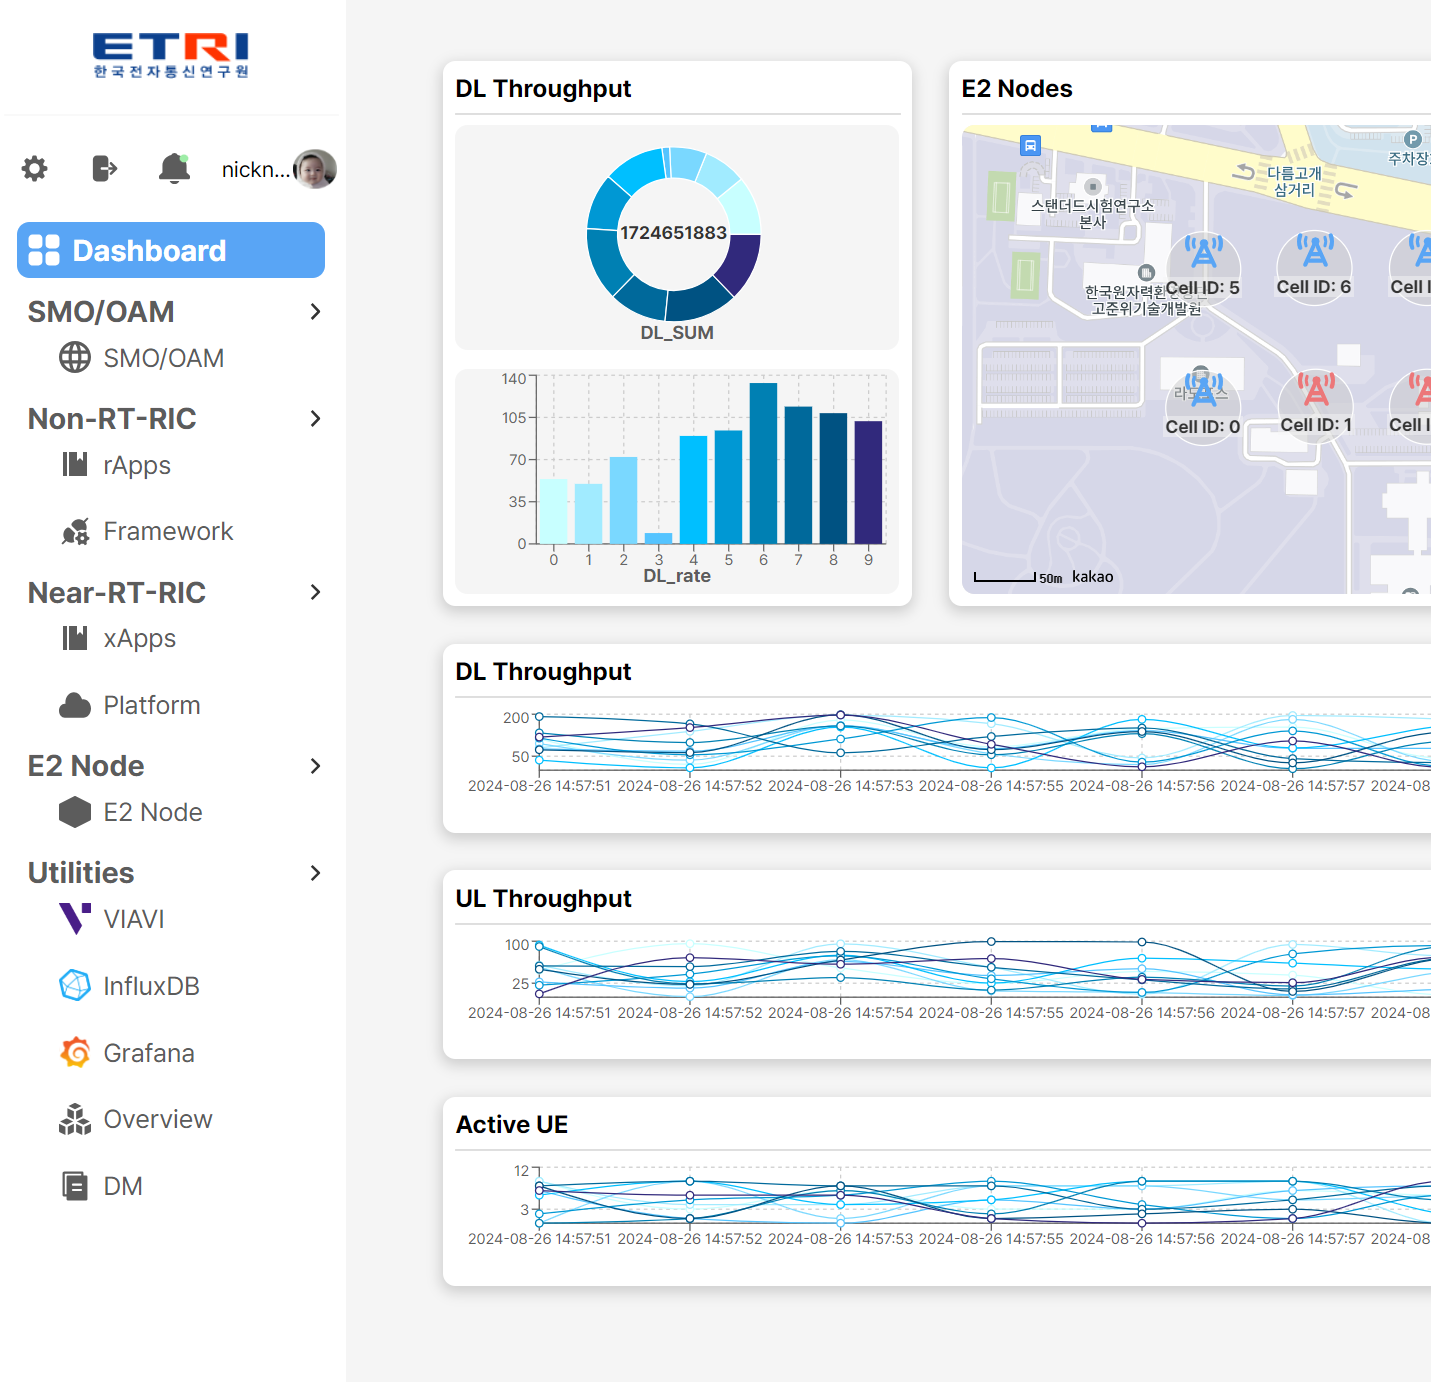 ETRI
한국전자통신연구원
nickn...
Dashboard
SMO/OAM
SMO/OAM
Non-RT-RIC
rApps
Framework
Near-RT-RIC
xApps
Platform
E2 Node
E2 Node
Utilities
VIAVI
InfluxDB
Grafana
Overview
DM
DL Throughput
1724651883
DL_SUM
140
105
70
35
0
0 1 2 3 4 5 6 7 8 9
DL_rate
E2 Nodes
P
주차장
다름고개
삼거리
스탠더드시험연구소
본사
한국원자력환
고준위기술개발원
Cell ID: 5
Cell ID: 6
Cell I
Cell ID: 0
Cell ID: 1
Cell I
50m kakao
DL Throughput
200
50
2024-08-26 14:57:51 2024-08-26 14:57:52 2024-08-26 14:57:53 2024-08-26 14:57:55 2024-08-26 14:57:56 2024-08-26 14:57:57 2024-08
UL Throughput
100
25
2024-08-26 14:57:51 2024-08-26 14:57:52 2024-08-26 14:57:54 2024-08-26 14:57:55 2024-08-26 14:57:56 2024-08-26 14:57:57 2024-08
Active UE
12
3
2024-08-26 14:57:51 2024-08-26 14:57:52 2024-08-26 14:57:53 2024-08-26 14:57:55 2024-08-26 14:57:56 2024-08-26 14:57:57 2024-08